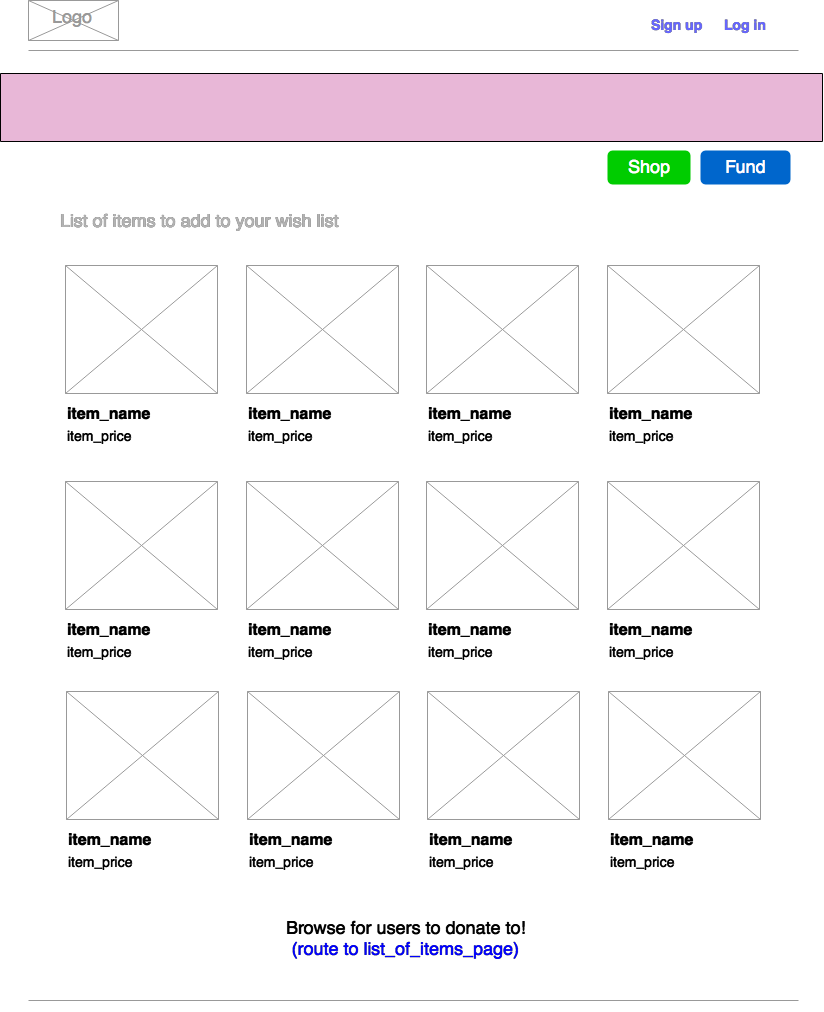 Logo
Sign up Log in
Shop Fund
List of items to add to your wish list
item_name item_name item_name item_name
item_price item_price item_price item_price
item_name item_name item_name item_name
item_price item_price item_price item_price
item_name item_name item_name item_name
item_price item_price item_price item_price
Browse for users to donate to!
(route to list_of_items_page)